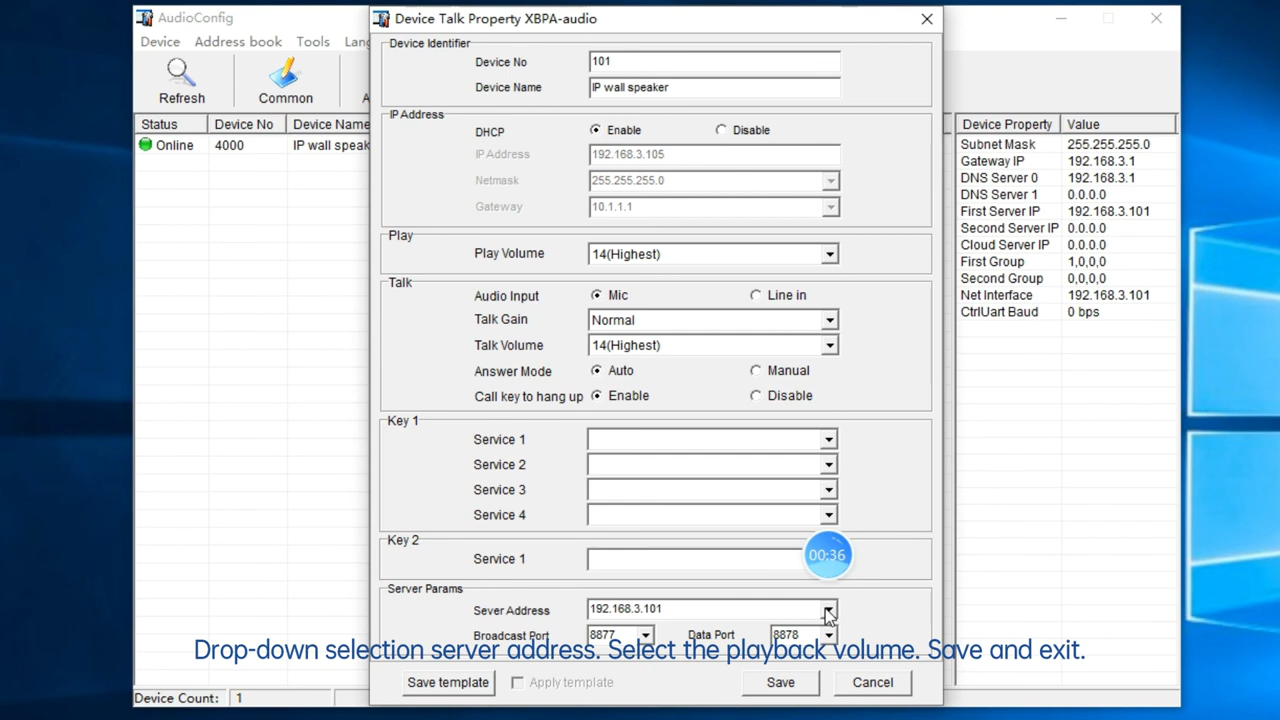 AudioConfig
Device Address book Tools Lang
Refresh Common A
Status Device No Device Name
Online 4000 IP wall speak
Device Count: 1
Device Talk Property XBPA-audio
Device Identifier
Device No 101
Device Name IP wall speaker
IP Address
DHCP Enable Disable
IP Address 192.168.3.105
Netmask 255.255.255.0
Gateway 10.1.1.1
Play
Play Volume 14(Highest)
Talk
Audio Input Mic Line in
Talk Gain Normal
Talk Volume 14(Highest)
Answer Mode Auto Manual
Call key to hang up Enable Disable
Key 1
Service 1
Service 2
Service 3
Service 4
Key 2
Service 1
00:36
Server Params
Sever Address 192.168.3.101
Broadcast Port 8877 Data Port 8878
Drop-down selection server address. Select the playback volume. Save and exit.
Save template Apply template Save Cancel
Device Property Value
Subnet Mask 255.255.255.0
Gateway IP 192.168.3.1
DNS Server 0 192.168.3.1
DNS Server 1 0.0.0.0
First Server IP 192.168.3.101
Second Server IP 0.0.0.0
Cloud Server IP 0.0.0.0
First Group 1,0,0,0
Second Group 0,0,0,0
Net Interface 192.168.3.101
CtrlUart Baud 0 bps